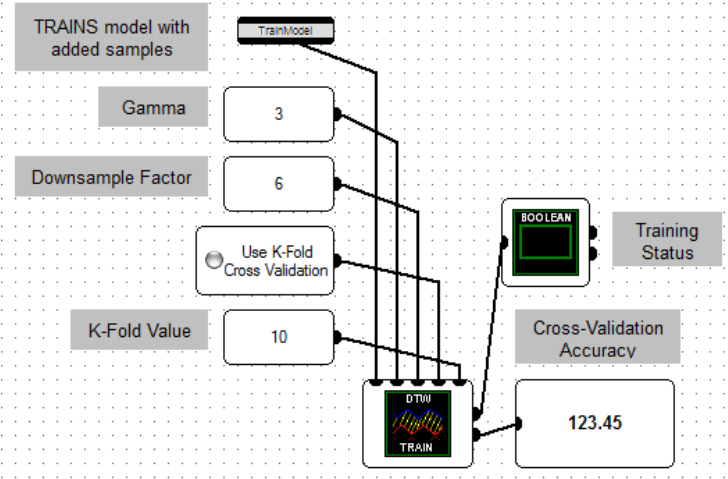 TRAINS model with
added samples
TrainModel
Gamma
3
Downsample Factor
6
Use K-Fold
Cross Validation
BOOLEAN
Training
Status
K-Fold Value
10
Cross-Validation
Accuracy
DTW
TRAIN
123.45